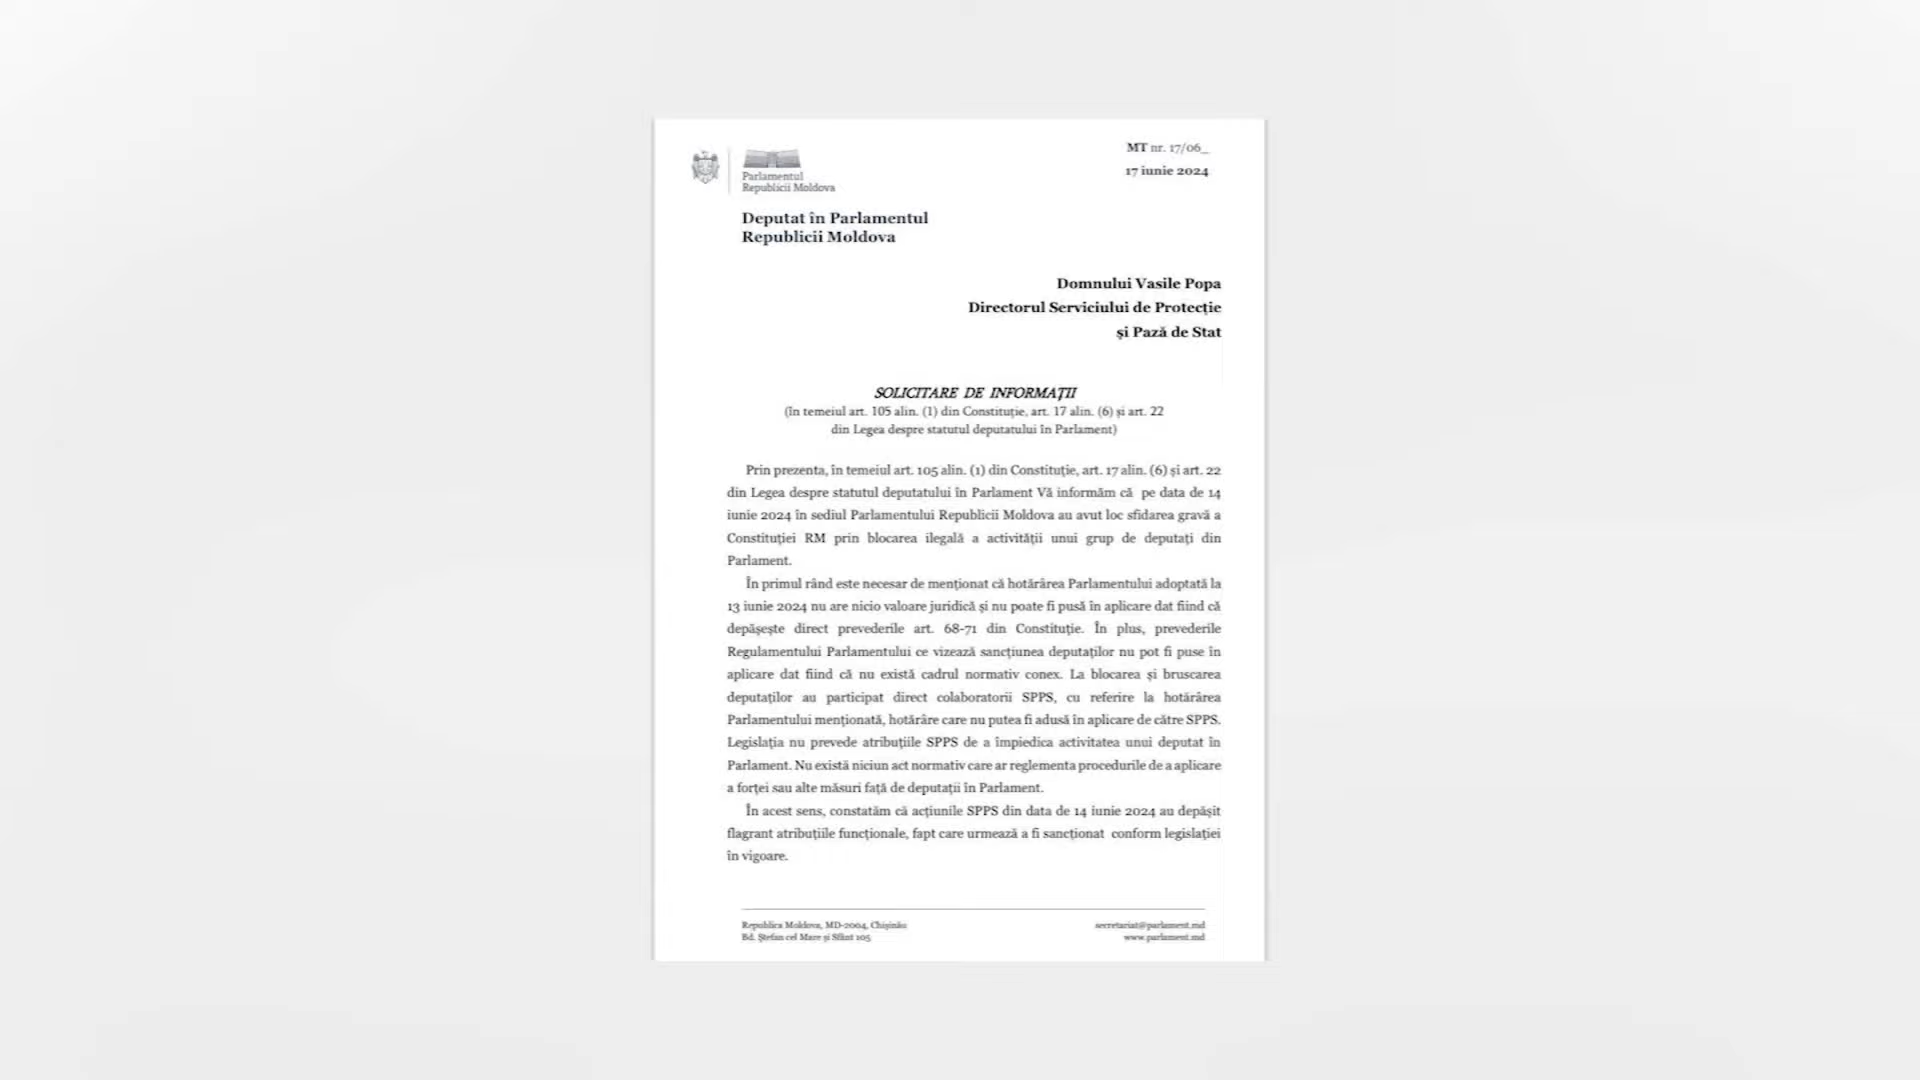 MT nr. 17/06_
17 iunie 2024
Parlamentul
Republicii Moldova
Deputat în Parlamentul
Republicii Moldova
Domnului Vasile Popa
Directorul Serviciului de Protecție
și Pază de Stat
SOLICITARE DE INFORMAȚII
(în temeiul art. 105 alin. (1) din Constituție, art. 17 alin. (6) și art. 22
din Legea despre statutul deputatului în Parlament)
Prin prezenta, în temeiul art. 105 alin. (1) din Constituție, art. 17 alin. (6) și art. 22
din Legea despre statutul deputatului în Parlament Vă informăm că pe data de 14
iunie 2024 în sediul Parlamentului Republicii Moldova au avut loc sfidarea gravă a
Constituției RM prin blocarea ilegală a activității unui grup de deputați din
Parlament.
În primul rând este necesar de menționat că hotărârea Parlamentului adoptată la
13 iunie 2024 nu are nicio valoare juridică și nu poate fi pusă în aplicare dat fiind că
depășește direct prevederile art. 68-71 din Constituție. În plus, prevederile
Regulamentului Parlamentului ce vizează sancțiunea deputaților nu pot fi puse în
aplicare dat fiind că nu există cadrul normativ conex. La blocarea și bruscarea
deputaților au participat direct colaboratorii SPPS, cu referire la hotărârea
Parlamentului menționată, hotărâre care nu putea fi adusă în aplicare de către SPPS.
Legislația nu prevede atribuțiile SPPS de a împiedica activitatea unui deputat în
Parlament. Nu există niciun act normativ care ar reglementa procedurile de a aplicare
a forței sau alte măsuri față de deputații în Parlament.
În acest sens, constatăm că acțiunile SPPS din data de 14 iunie 2024 au depășit
flagrant atribuțiile funcționale, fapt care urmează a fi sancționat conform legislației
în vigoare.
Republica Moldova, MD-2004, Chișinău
Bd. Ștefan cel Mare și Sfânt 105
secretariat@parlament.md
www.parlament.md